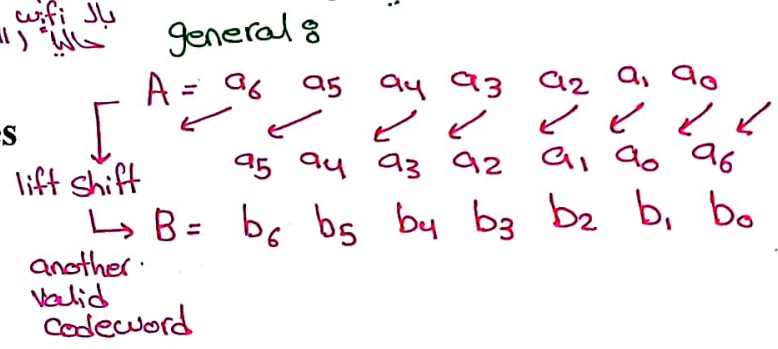 بال wifi
حالياً
general :
A = a6 a5 a4 a3 a2 a1 a0
a5 a4 a3 a2 a1 a0 a6
lift shift
B = b6 b5 b4 b3 b2 b1 b0
another.
valid
codeword